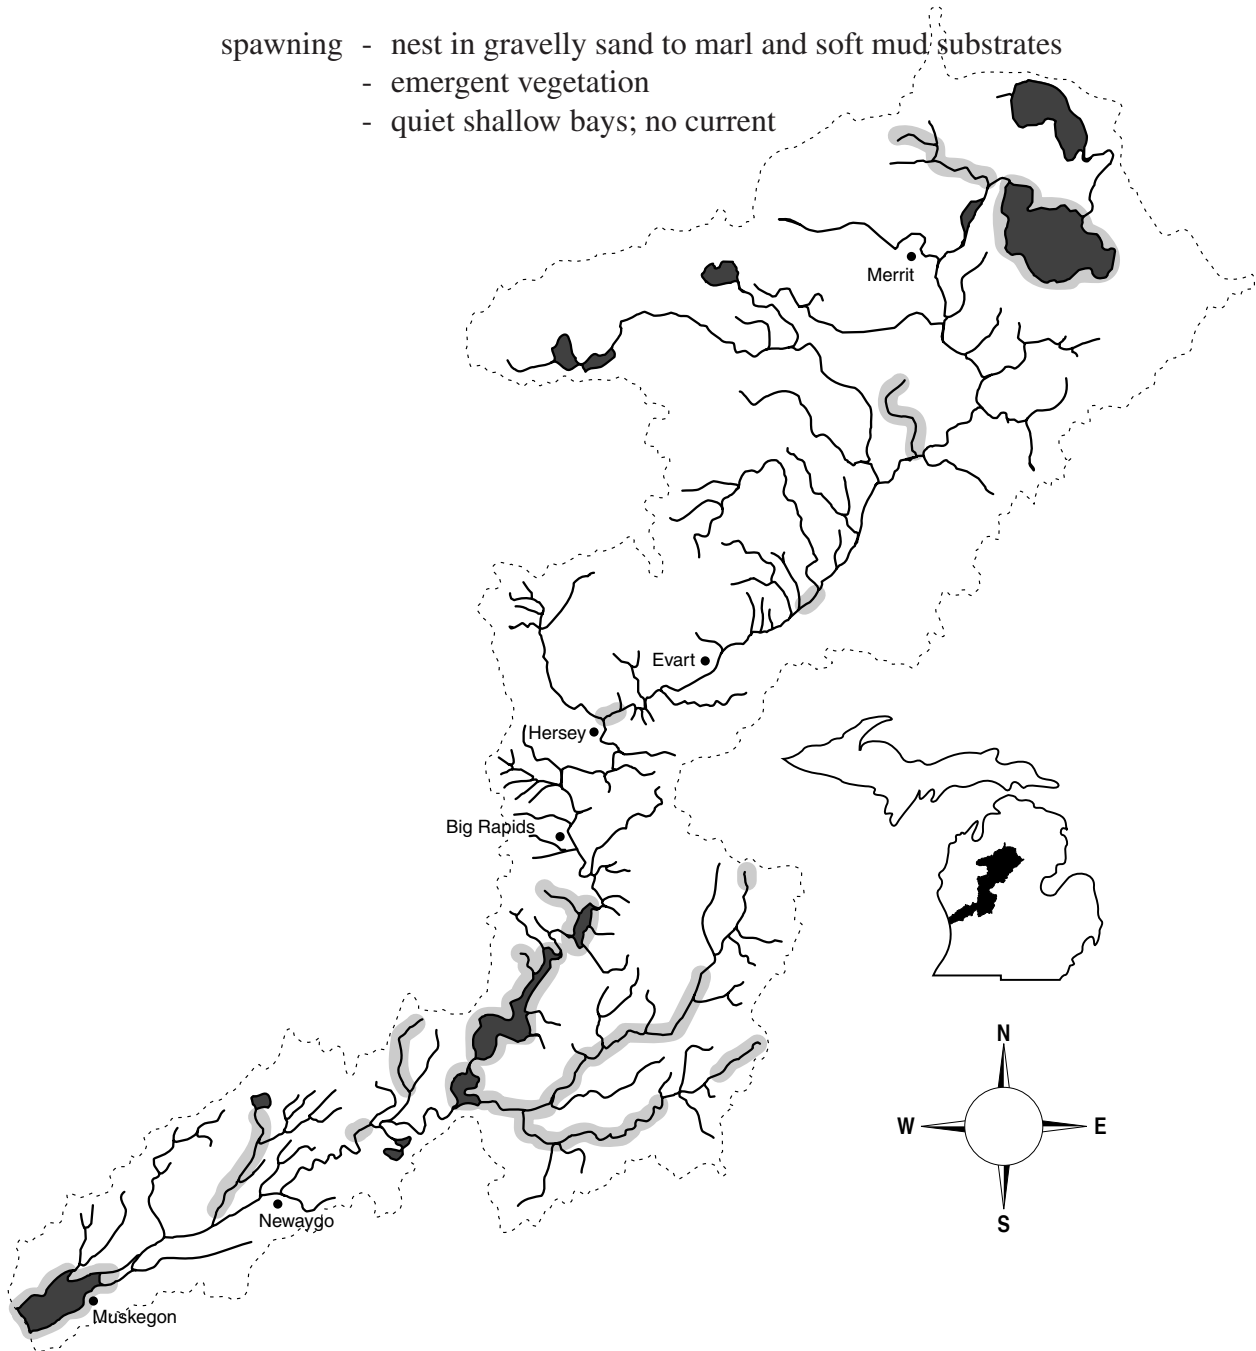 spawning - nest in gravelly sand to marl and soft mud substrates
- emergent vegetation
- quiet shallow bays; no current
Merrit
Evart
Hersey
Big Rapids
N
W E
S
Newaygo
Muskegon